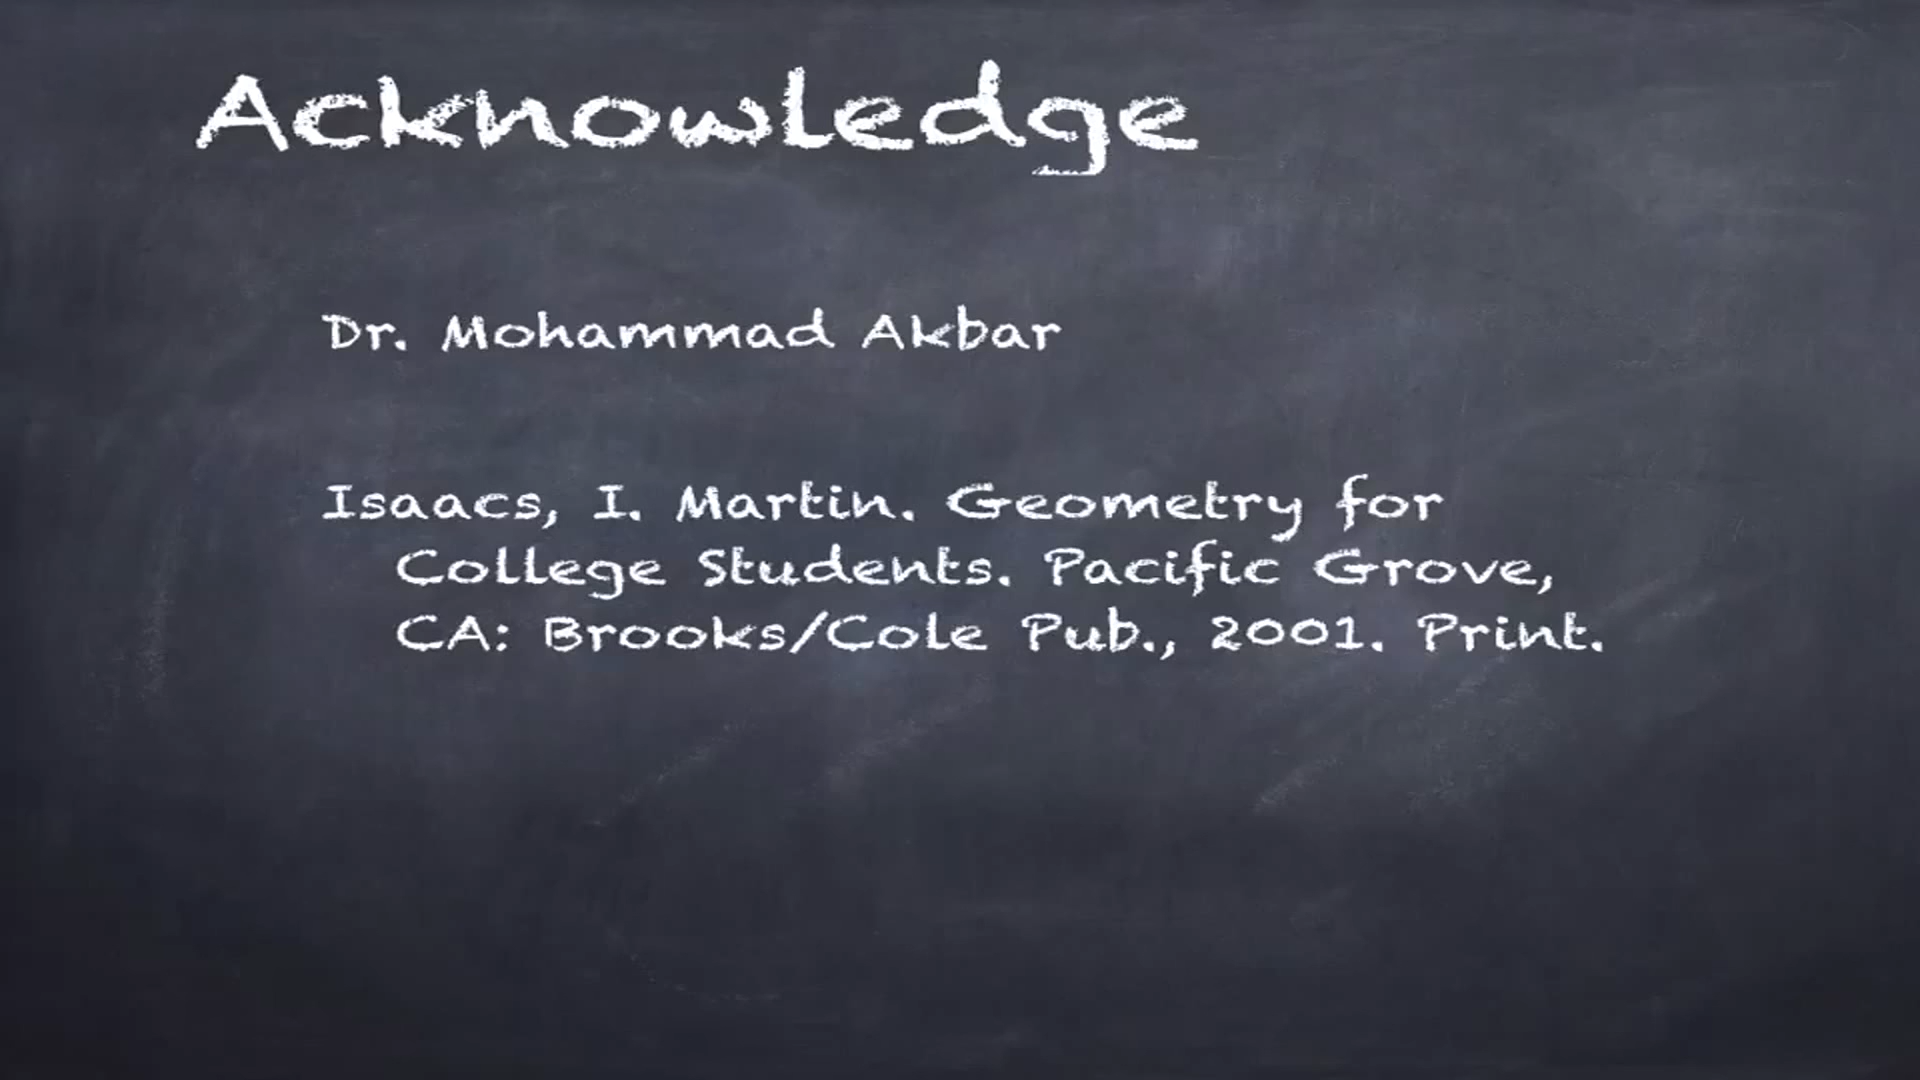 Acknowledge
Dr. Mohammad Akbar
Isaacs, I. Martin. Geometry for
College Students. Pacific Grove,
CA: Brooks/Cole Pub., 2001. Print.